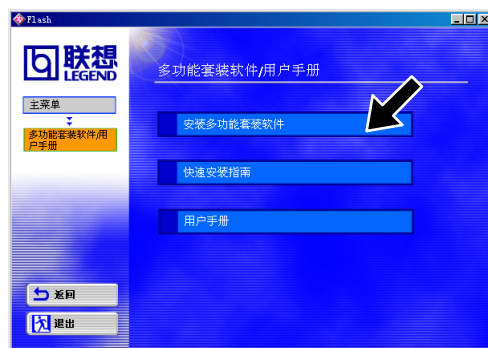 Flash
联想
LEGEND
多功能套装软件/用户手册
主菜单
多功能套装软件/用
户手册
安装多功能套装软件
快速安装指南
用户手册
返回
退出